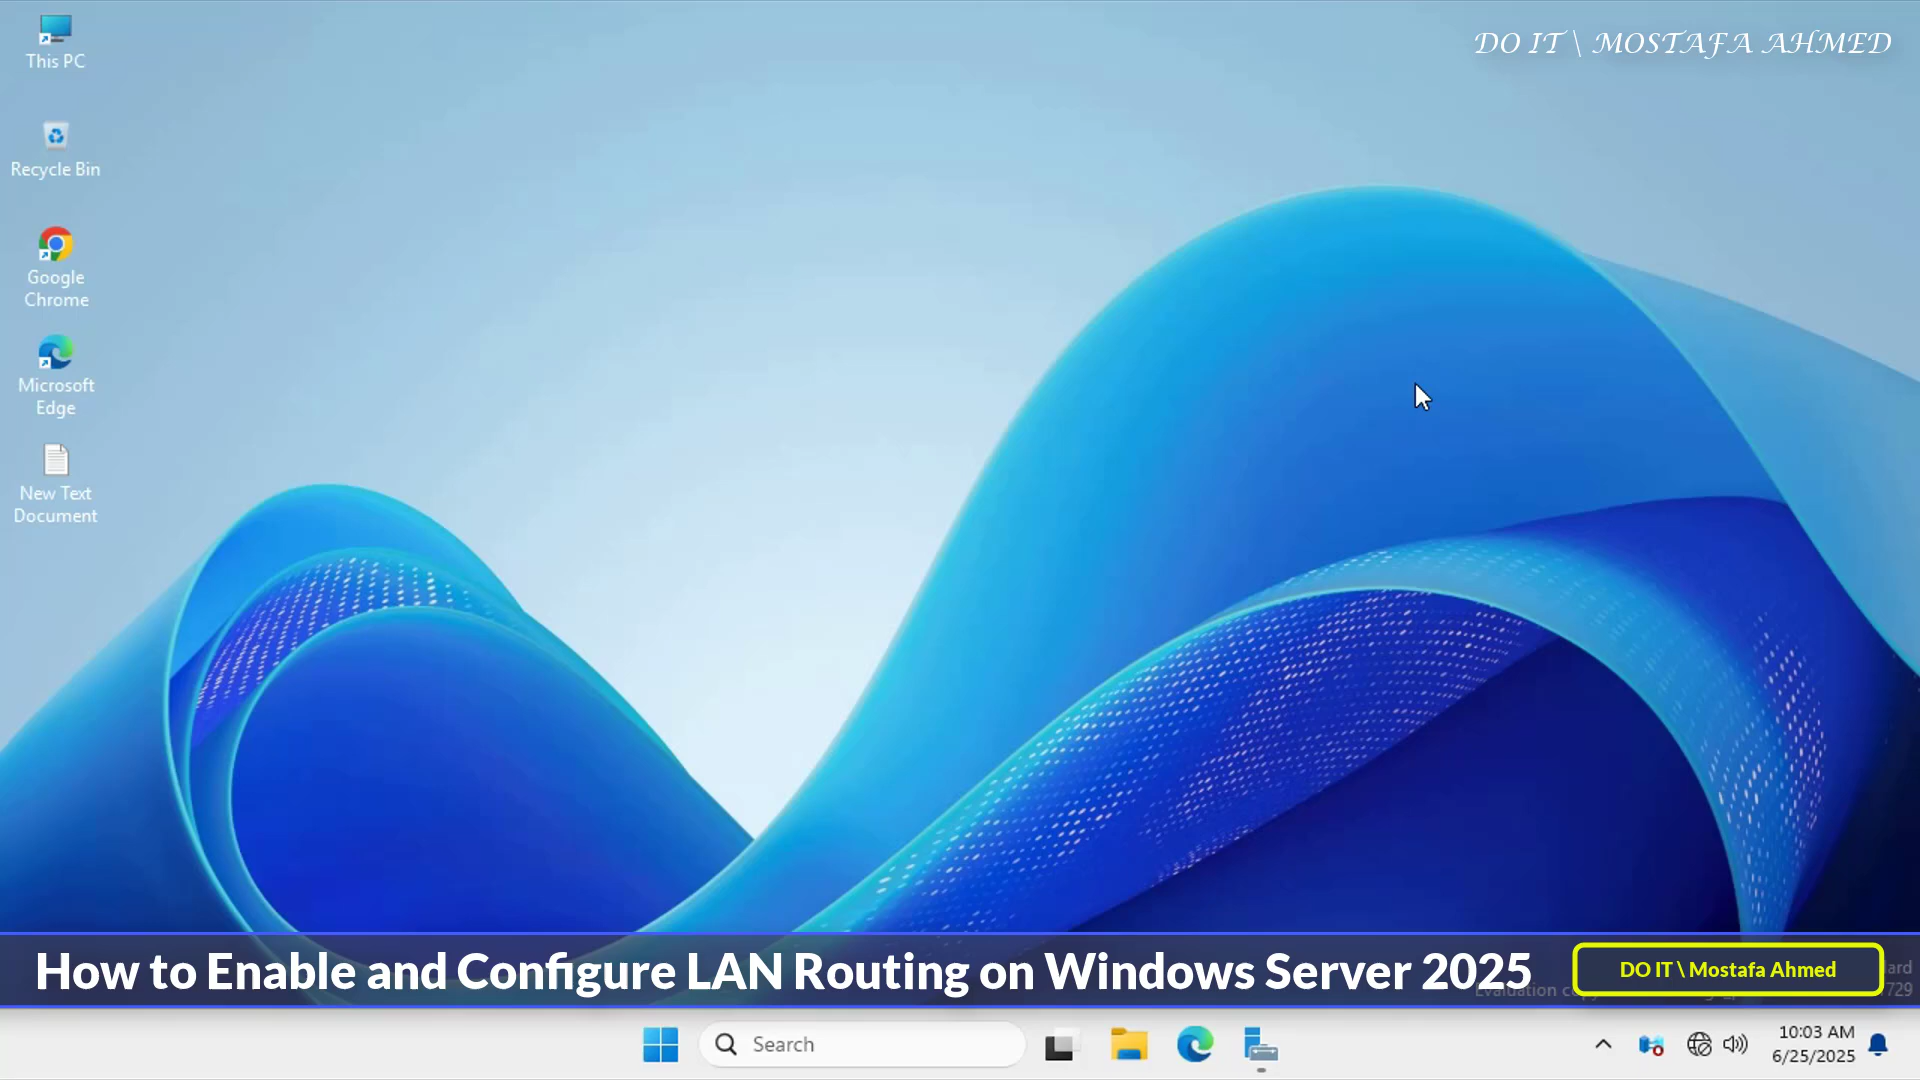 This PC
DO IT \ MOSTAFA AHMED
Recycle Bin
Google
Chrome
Microsoft
Edge
New Text
Document
How to Enable and Configure LAN Routing on Windows Server 2025
DO IT \ Mostafa Ahmed
Evaluation
Search
10:03 AM
6/25/2025